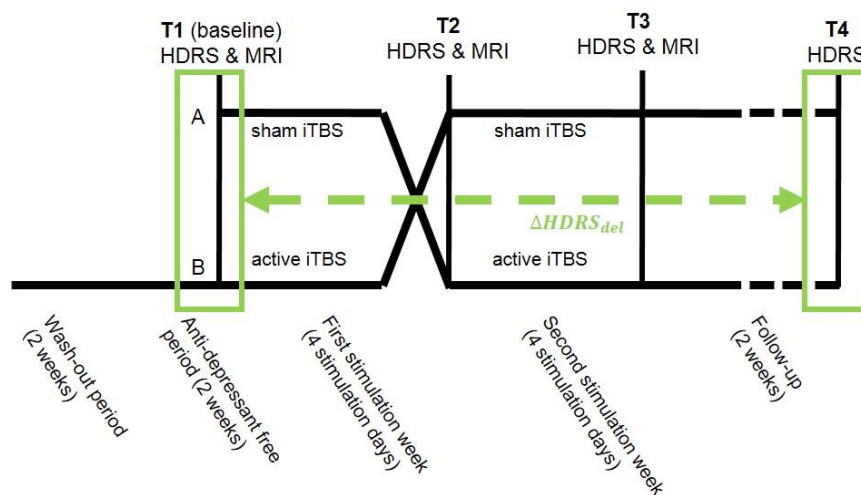 T1 (baseline)
HDRS & MRI
T2
HDRS & MRI
T3
HDRS & MRI
T4
HDRS
A
sham iTBS
sham iTBS
ΔHDRS_del
B
active iTBS
active iTBS
Wash-out period
(2 weeks)
Anti-depressant free
period (2 weeks)
First stimulation week
(4 stimulation days)
Second stimulation week
(4 stimulation days)
Follow-up
(2 weeks)